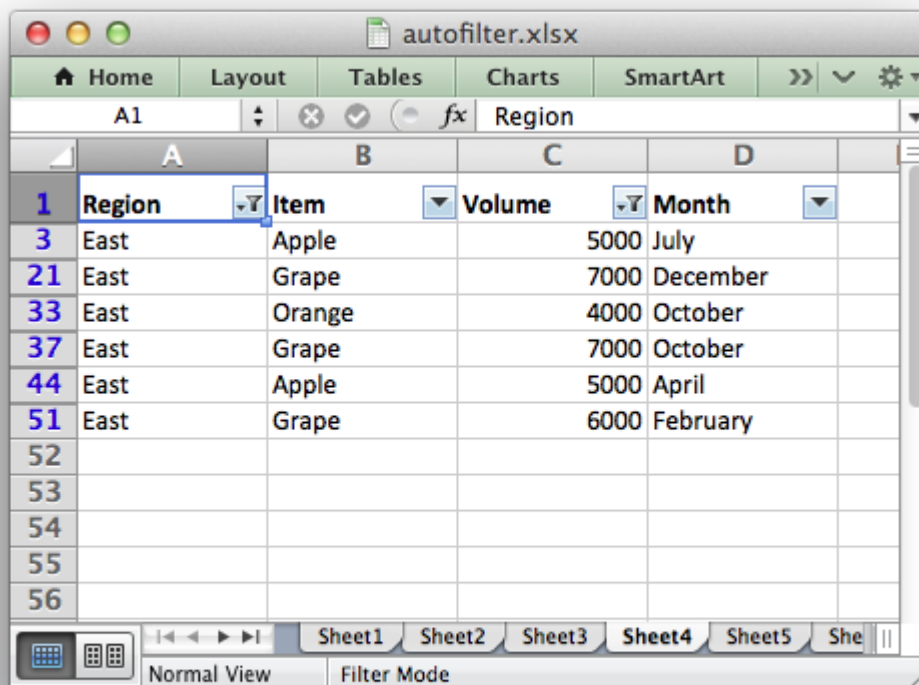 autofilter.xlsx
Home Layout Tables Charts SmartArt
A1 fx Region
A B C D
1 Region Item Volume Month
3 East Apple 5000 July
21 East Grape 7000 December
33 East Orange 4000 October
37 East Grape 7000 October
44 East Apple 5000 April
51 East Grape 6000 February
52
53
54
55
56
Sheet1 Sheet2 Sheet3 Sheet4 Sheet5 She
Normal View Filter Mode